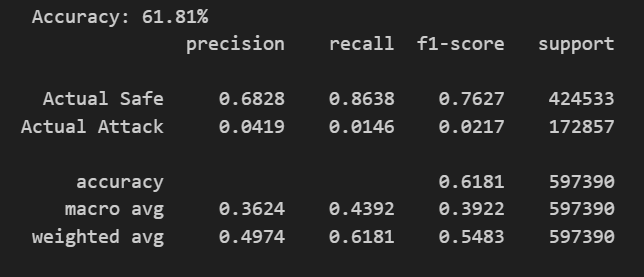 Accuracy: 61.81%
precision recall f1-score support
Actual Safe 0.6828 0.8638 0.7627 424533
Actual Attack 0.0419 0.0146 0.0217 172857
accuracy 0.6181 597390
macro avg 0.3624 0.4392 0.3922 597390
weighted avg 0.4974 0.6181 0.5483 597390